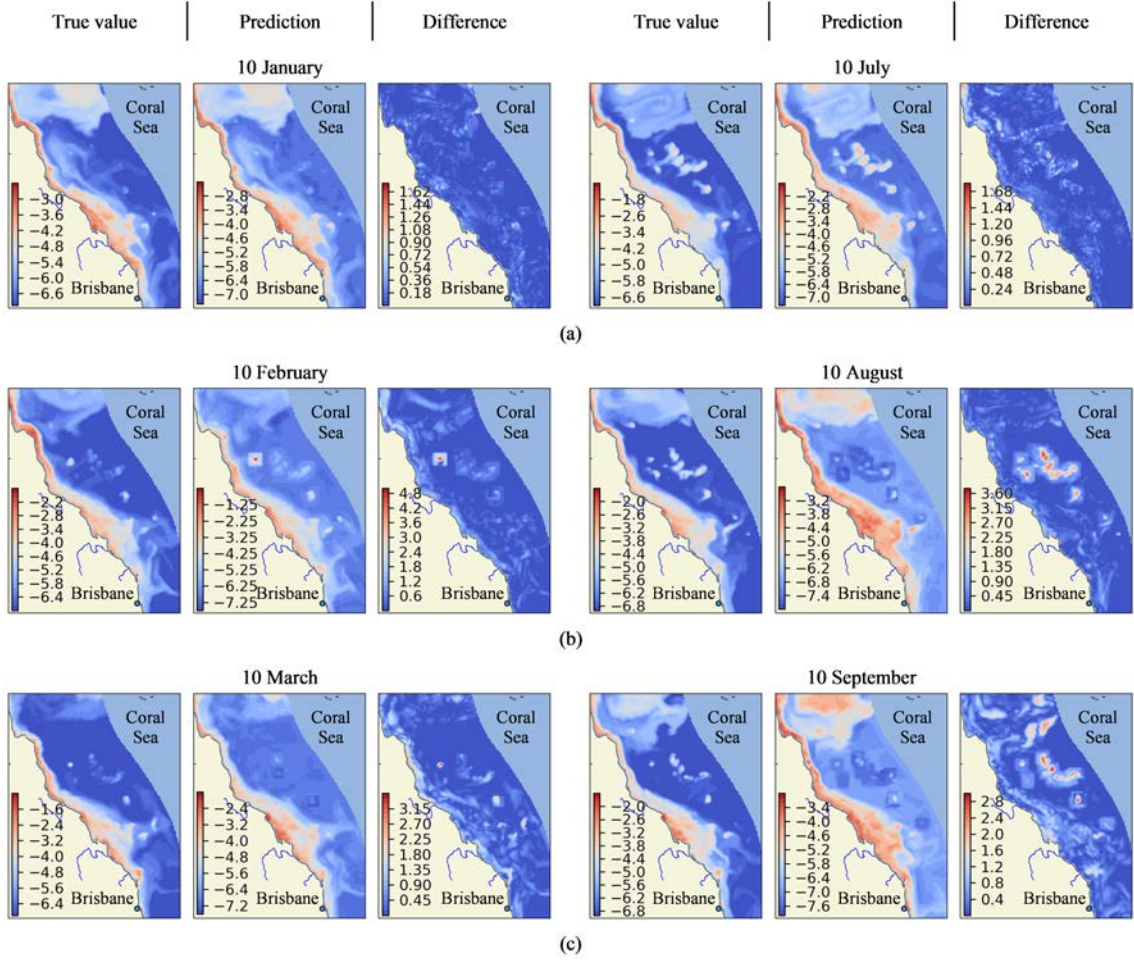 True value
Prediction
Difference
True value
Prediction
Difference
10 January
Coral
Sea
−3.0
−3.6
−4.2
−4.8
−5.4
−6.0
−6.6
Brisbane
Coral
Sea
−2.8
−3.4
−4.0
−4.6
−5.2
−5.8
−6.4
−7.0
Brisbane
Coral
Sea
1.62
1.44
1.26
1.08
0.90
0.72
0.54
0.36
0.18
Brisbane
10 July
Coral
Sea
−1.8
−2.6
−3.4
−4.2
−5.0
−5.8
−6.6
Brisbane
Coral
Sea
−2.2
−2.8
−3.4
−4.0
−4.6
−5.2
−5.8
−6.4
−7.0
Brisbane
Coral
Sea
1.68
1.44
1.20
0.96
0.72
0.48
0.24
Brisbane
(a)
10 February
Coral
Sea
−2.2
−2.8
−3.4
−4.0
−4.6
−5.2
−5.8
−6.4
Brisbane
Coral
Sea
−1.25
−2.25
−3.25
−4.25
−5.25
−6.25
−7.25
Brisbane
Coral
Sea
4.8
4.2
3.6
3.0
2.4
1.8
1.2
0.6
Brisbane
10 August
Coral
Sea
−2.0
−2.6
−3.2
−3.8
−4.4
−5.0
−5.6
−6.2
−6.8
Brisbane
Coral
Sea
−3.2
−3.8
−4.4
−5.0
−5.6
−6.2
−6.8
−7.4
Brisbane
Coral
Sea
3.60
3.15
2.70
2.25
1.80
1.35
0.90
0.45
Brisbane
(b)
10 March
Coral
Sea
−1.6
−2.4
−3.2
−4.0
−4.8
−5.6
−6.4
Brisbane
Coral
Sea
−2.4
−3.2
−4.0
−4.8
−5.6
−6.4
−7.2
Brisbane
Coral
Sea
3.15
2.70
2.25
1.80
1.35
0.90
0.45
Brisbane
10 September
Coral
Sea
−2.0
−2.6
−3.2
−3.8
−4.4
−5.0
−5.6
−6.2
−6.8
Brisbane
Coral
Sea
−3.4
−4.0
−4.6
−5.2
−5.8
−6.4
−7.0
−7.6
Brisbane
Coral
Sea
2.8
2.4
2.0
1.6
1.2
0.8
0.4
Brisbane
(c)